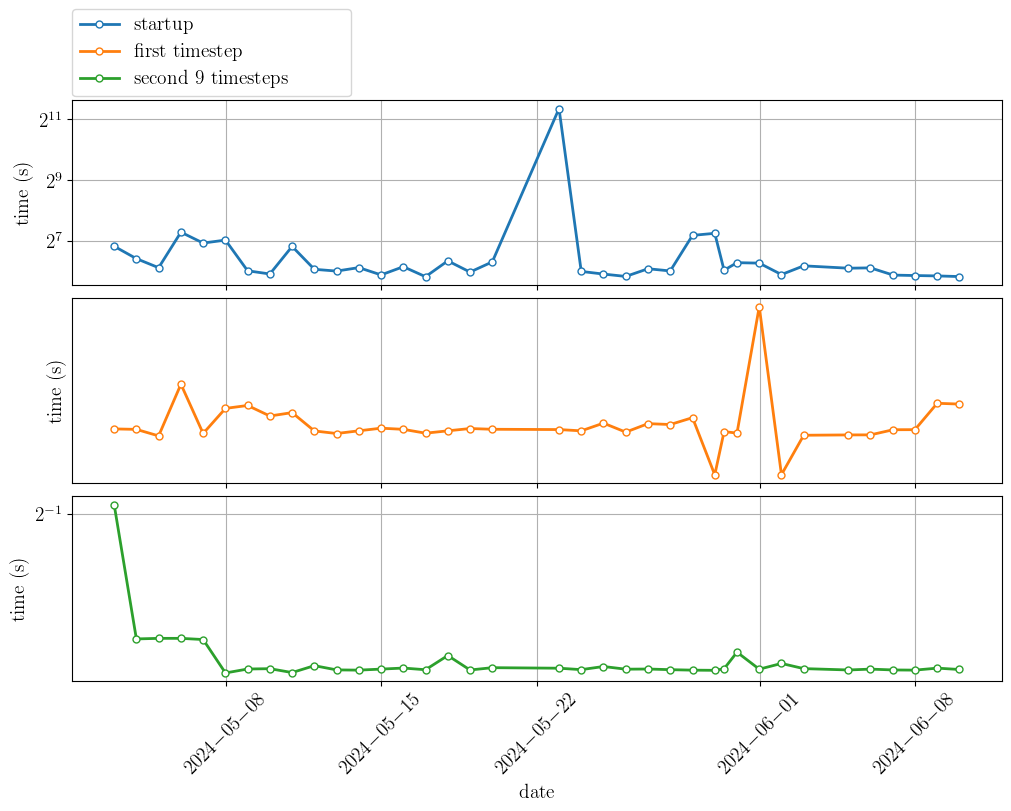 startup
first timestep
second 9 timesteps
2^11
2^9
2^7
time (s)
time (s)
2^−1
time (s)
2024−05−08
2024−05−15
2024−05−22
2024−06−01
2024−06−08
date